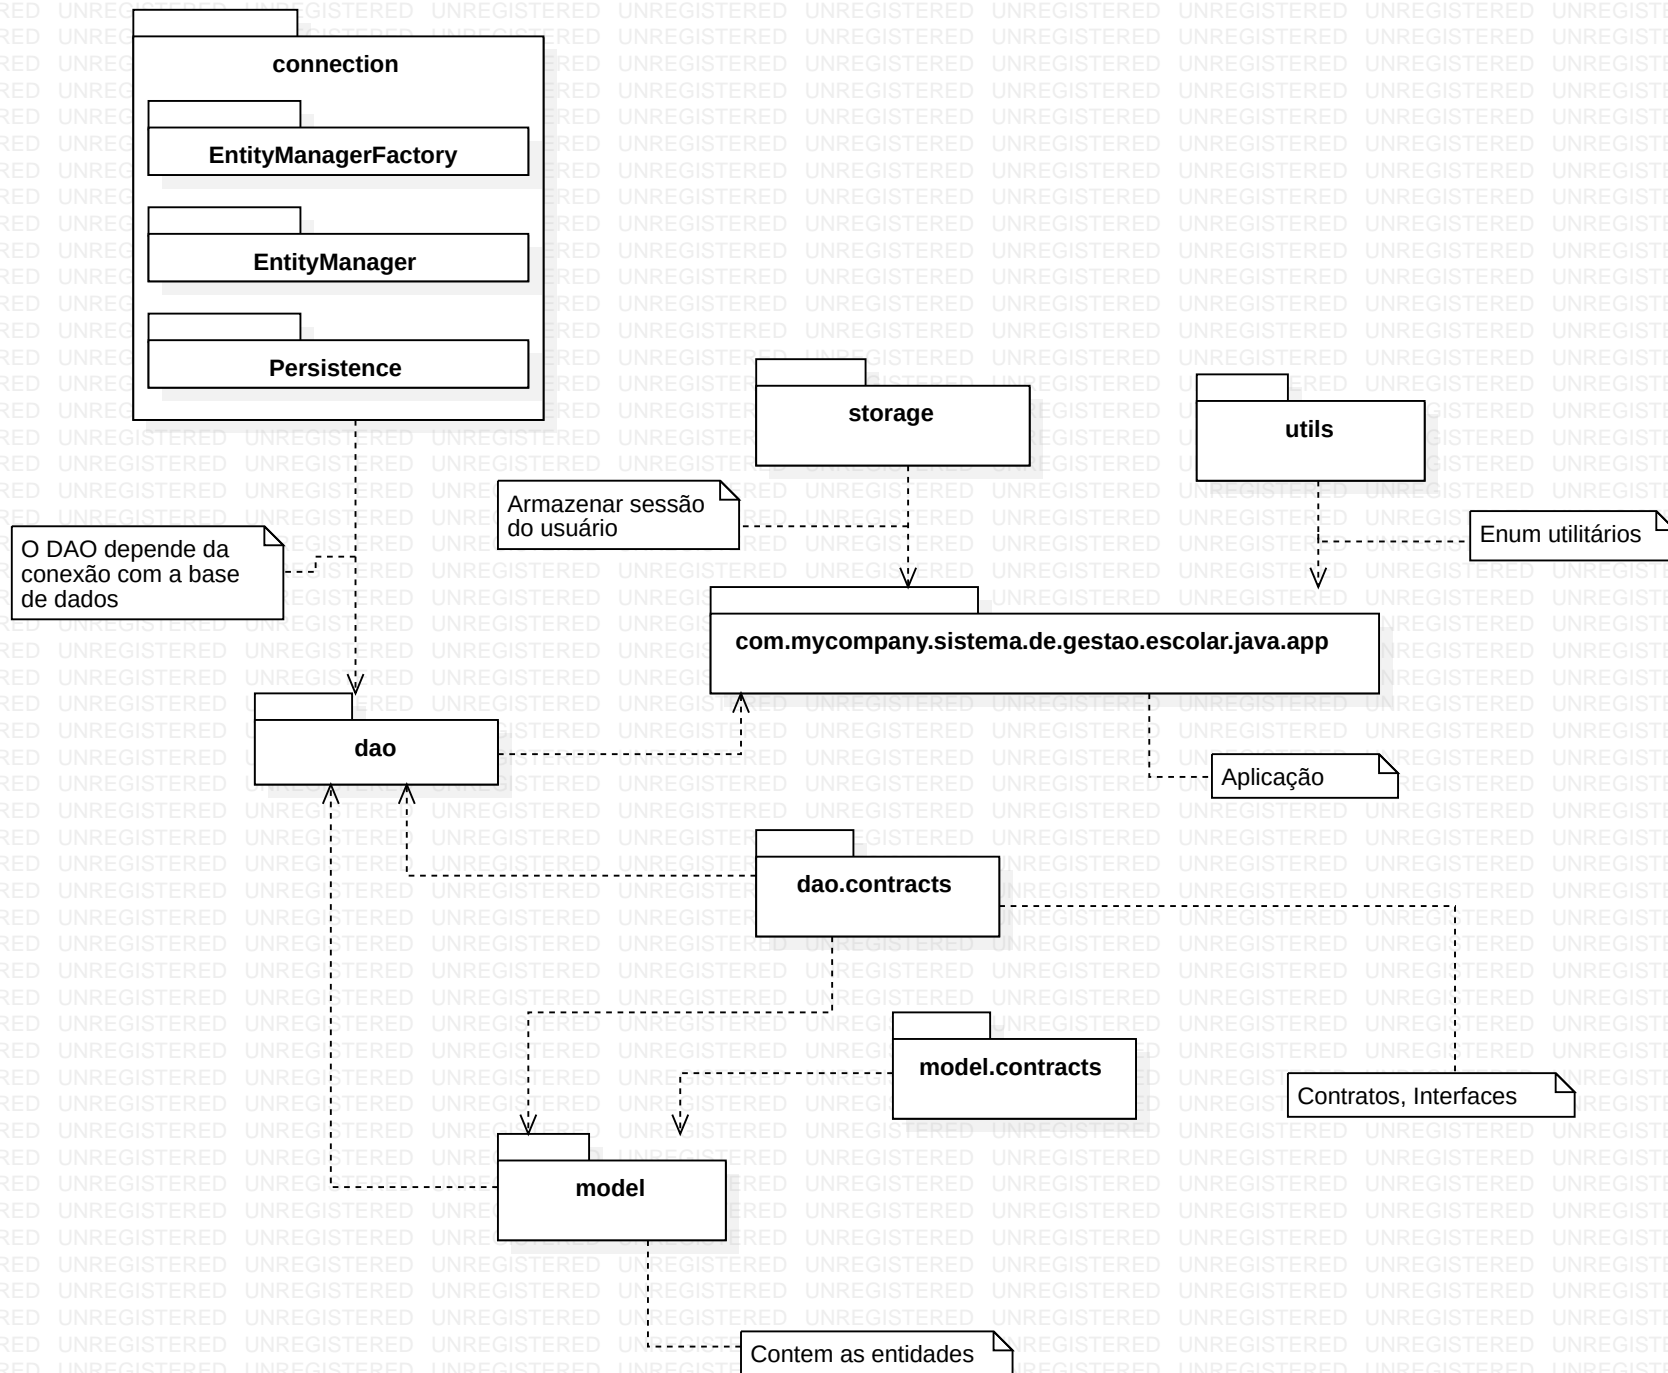 connection
EntityManagerFactory
EntityManager
Persistence
storage
utils
Armazenar sessão
do usuário
Enum utilitários
O DAO depende da
conexão com a base
de dados
com.mycompany.sistema.de.gestao.escolar.java.app
dao
Aplicação
dao.contracts
model.contracts
Contratos, Interfaces
model
Contem as entidades
UNREGISTERED